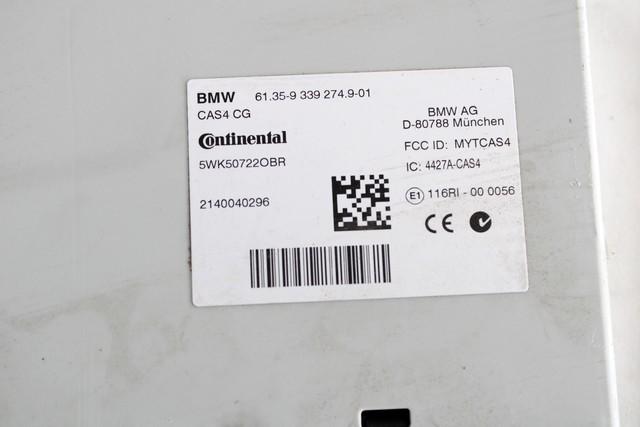 BMW 61.35-9 339 274.9-01
CAS4 CG
Continental
5WK50722OBR
2140040296
BMW AG
D-80788 München
FCC ID: MYTCAS4
IC: 4427A-CAS4
E1 116RI - 00 0056
CE